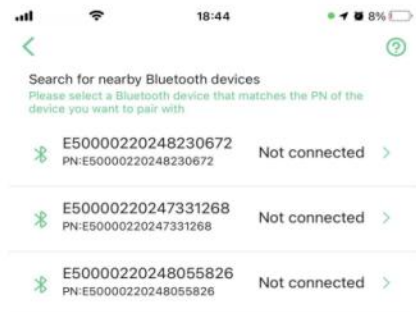 18:44
8%
Search for nearby Bluetooth devices
Please select a Bluetooth device that matches the PN of the
device you want to pair with
E50000220248230672
PN:E50000220248230672
Not connected
E50000220247331268
PN:E50000220247331268
Not connected
E50000220248055826
PN:E50000220248055826
Not connected